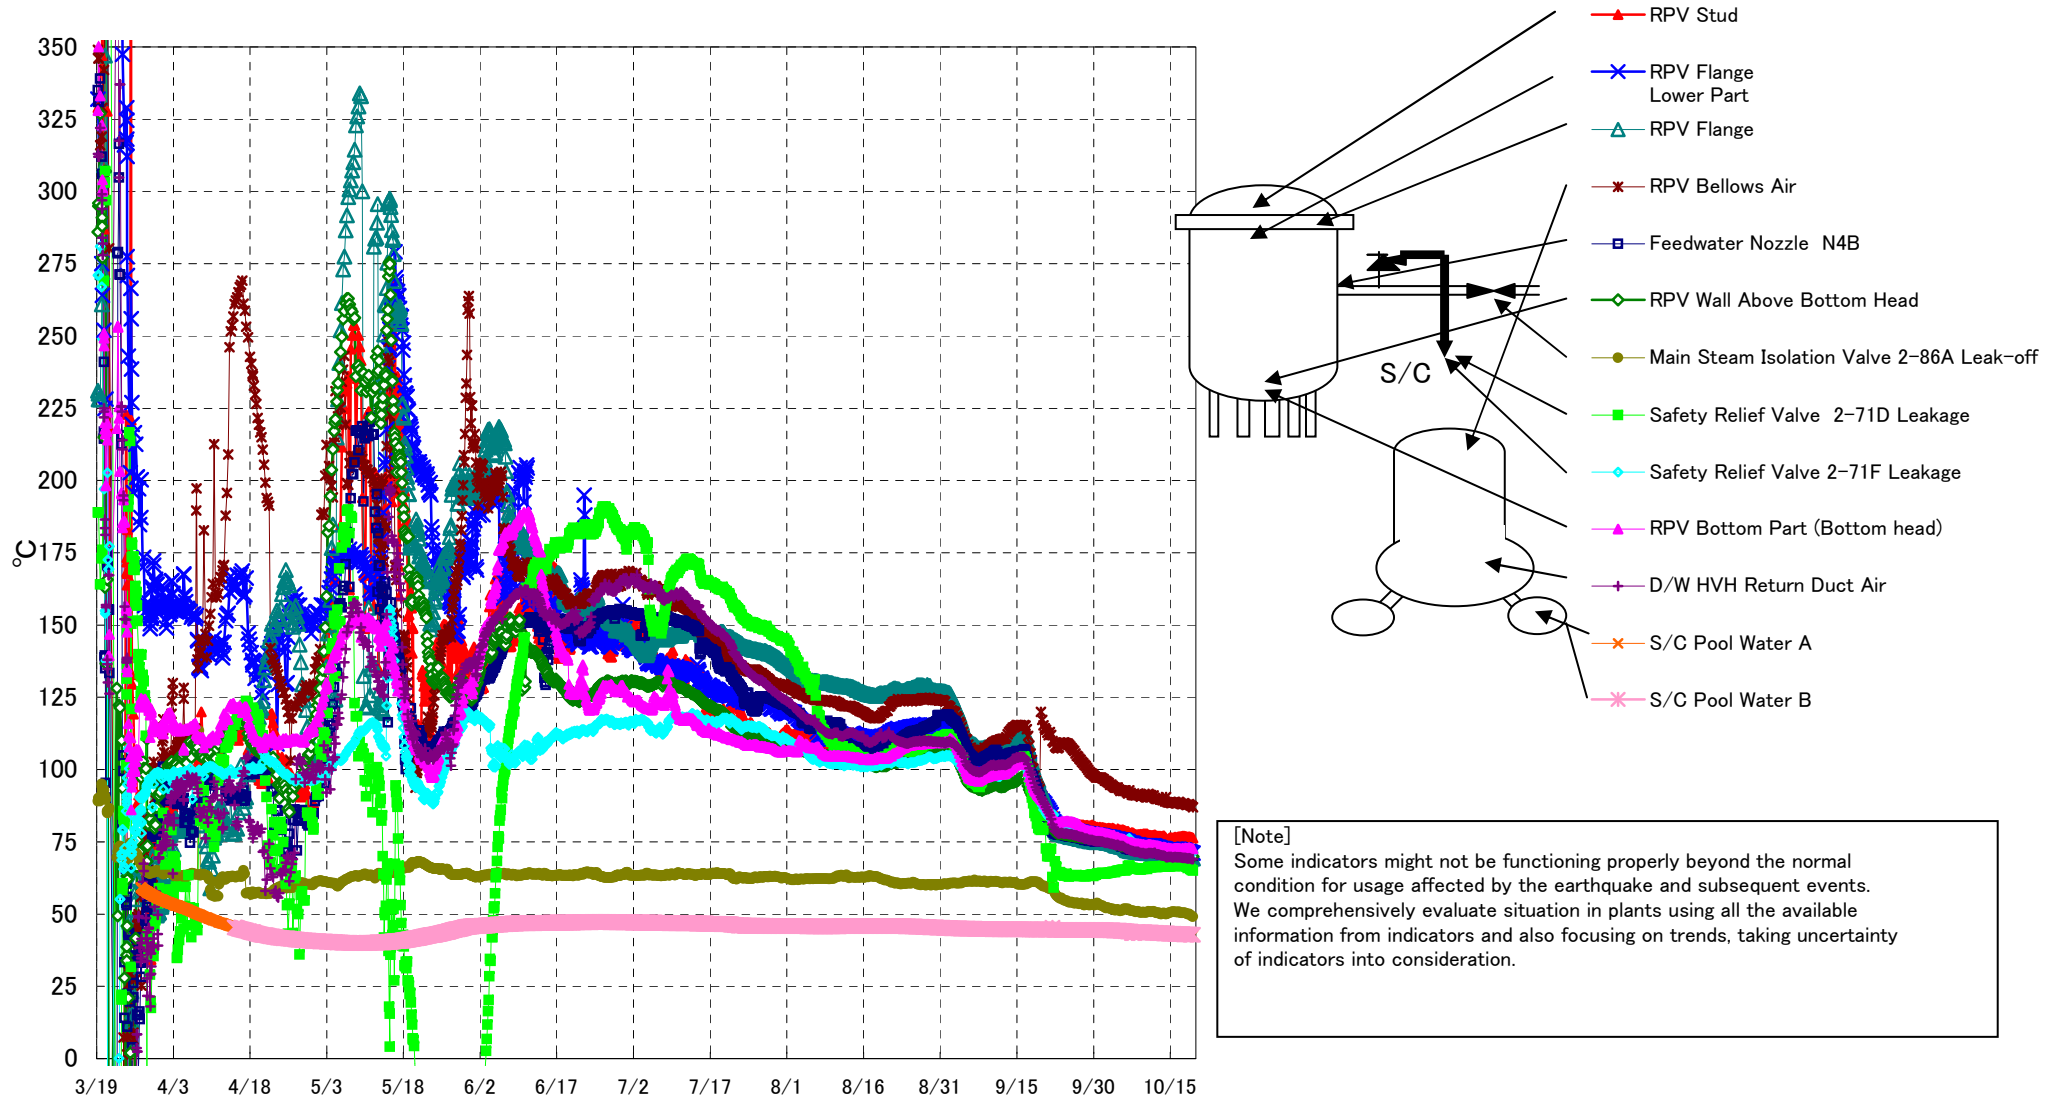 350
325
300
275
250
225
200
175
150
125
100
75
50
25
0
℃
3/19 4/3 4/18 5/3 5/18 6/2 6/17 7/2 7/17 8/1 8/16 8/31 9/15 9/30 10/15
RPV Stud
RPV Flange
Lower Part
RPV Flange
RPV Bellows Air
Feedwater Nozzle N4B
RPV Wall Above Bottom Head
Main Steam Isolation Valve 2-86A Leak-off
Safety Relief Valve 2-71D Leakage
Safety Relief Valve 2-71F Leakage
RPV Bottom Part (Bottom head)
D/W HVH Return Duct Air
S/C Pool Water A
S/C Pool Water B
S/C
[Note]
Some indicators might not be functioning properly beyond the normal
condition for usage affected by the earthquake and subsequent events.
We comprehensively evaluate situation in plants using all the available
information from indicators and also focusing on trends, taking uncertainty
of indicators into consideration.